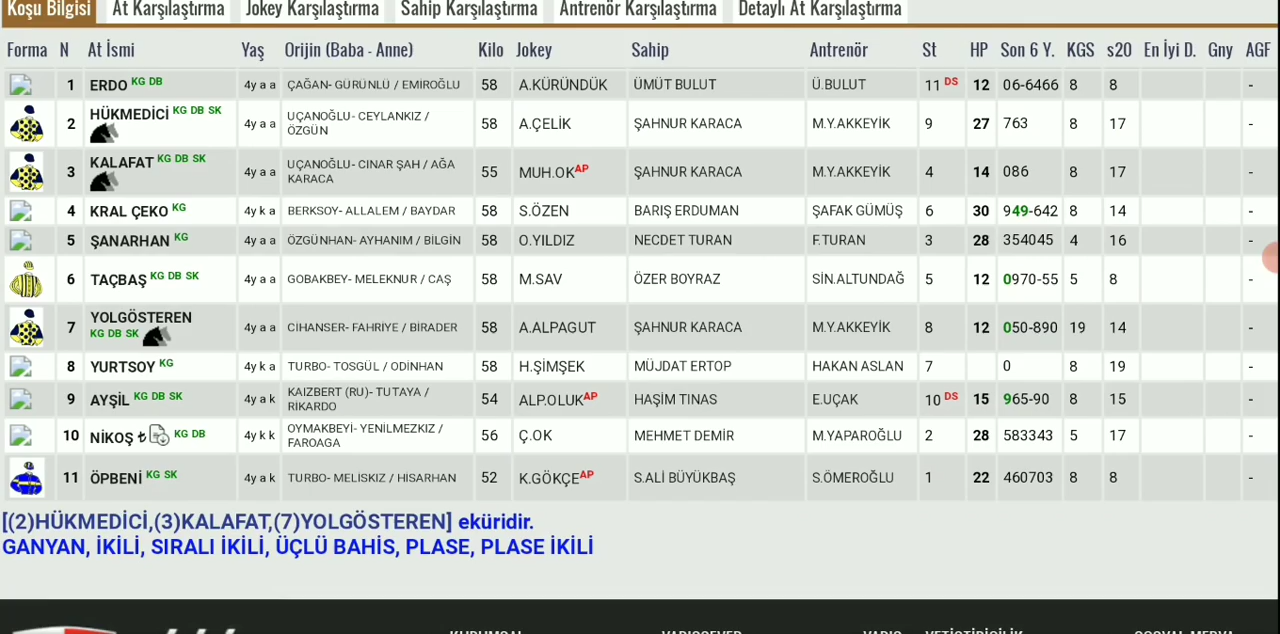 Koşu Bilgisi At Karşılaştırma Jokey Karşılaştırma Sahip Karşılaştırma Antrenör Karşılaştırma Detaylı At Karşılaştırma
Forma N At İsmi Yaş Orijin (Baba - Anne) Kilo Jokey Sahip Antrenör St HP Son 6 Y. KGS s20 En İyi D. Gny AGF
1 ERDO KG DB 4y a a ÇAĞAN- GÜRÜNLÜ / EMİROĞLU 58 A.KÜRÜNDÜK ÜMÜT BULUT Ü.BULUT 11 DS 12 06-6466 8 8
2 HÜKMEDİCİ KG DB SK 4y a a UÇANOĞLU- CEYLANKIZ / ÖZGÜN 58 A.ÇELİK ŞAHNUR KARACA M.Y.AKKEYİK 9 27 763 8 17 -
3 KALAFAT KG DB SK 4y a a UÇANOĞLU- CINAR ŞAH / AĞA KARACA 55 MUH.OK AP ŞAHNUR KARACA M.Y.AKKEYİK 4 14 086 8 17 -
4 KRAL ÇEKO KG 4y k a BERKSOY- ALLALEM / BAYDAR 58 S.ÖZEN BARIŞ ERDUMAN ŞAFAK GÜMÜŞ 6 30 949-642 8 14 -
5 ŞANARHAN KG 4y a a ÖZGÜNHAN- AYHANIM / BİLGİN 58 O.YILDIZ NECDET TURAN F.TURAN 3 28 354045 4 16 -
6 TAÇBAŞ KG DB SK 4y a a GOBAKBEY- MELEKNUR / CAŞ 58 M.SAV ÖZER BOYRAZ SİN.ALTUNDAĞ 5 12 0970-55 5 8 -
7 YOLGÖSTEREN KG DB SK 4y a a CİHANSER- FAHRİYE / BİRADER 58 A.ALPAGUT ŞAHNUR KARACA M.Y.AKKEYİK 8 12 050-890 19 14 -
8 YURTSOY KG 4y k a TURBO- TOSGÜL / ODİNHAN 58 H.ŞİMŞEK MÜJDAT ERTOP HAKAN ASLAN 7 0 8 19 -
9 AYŞİL KG DB SK 4y a k KAIZBERT (RU)- TUTAYA / RİKARDO 54 ALP.OLUK AP HAŞİM TINAS E.UÇAK 10 DS 15 965-90 8 15 -
10 NİKOŞ ₺ KG DB 4y k k OYMAKBEYİ- YENİLMEZKIZ / FAROAGA 56 Ç.OK MEHMET DEMİR M.YAPAROĞLU 2 28 583343 5 17 -
11 ÖPBENİ KG SK 4y a k TURBO- MELİSKIZ / HİSARHAN 52 K.GÖKÇE AP S.ALİ BÜYÜKBAŞ S.ÖMEROĞLU 1 22 460703 8 8 -
[(2)HÜKMEDİCİ,(3)KALAFAT,(7)YOLGÖSTEREN] eküridir.
GANYAN, İKİLİ, SIRALI İKİLİ, ÜÇLÜ BAHİS, PLASE, PLASE İKİLİ
KURUMSAL YARIŞSEVER YARIŞ YETİŞTİRİCİLİK SOSYAL MEDYA